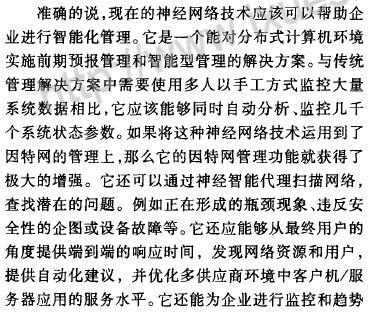 准确的说,现在的神经网络技术应该可以帮助企
业进行智能化管理。它是一个能对分布式计算机环境
实施前期预报管理和智能型管理的解决方案。与传统
管理解决方案中需要使用多人以手工方式监控大量
系统数据相比,它应该能够同时自动分析、监控几千
个系统状态参数。如果将这种神经网络技术运用到了
因特网的管理上,那么它的因特网管理功能就获得了
极大的增强。它还可以通过神经智能代理扫描网络,
查找潜在的问题。例如正在形成的瓶颈现象、违反安
全性的企图或设备故障等。它还应能够从最终用户的
角度提供端到端的响应时间，发现网络资源和用户，
提供自动化建议，并优化多供应商环境中客户机/服
务器应用的服务水平。它还能为企业进行监控和趋势